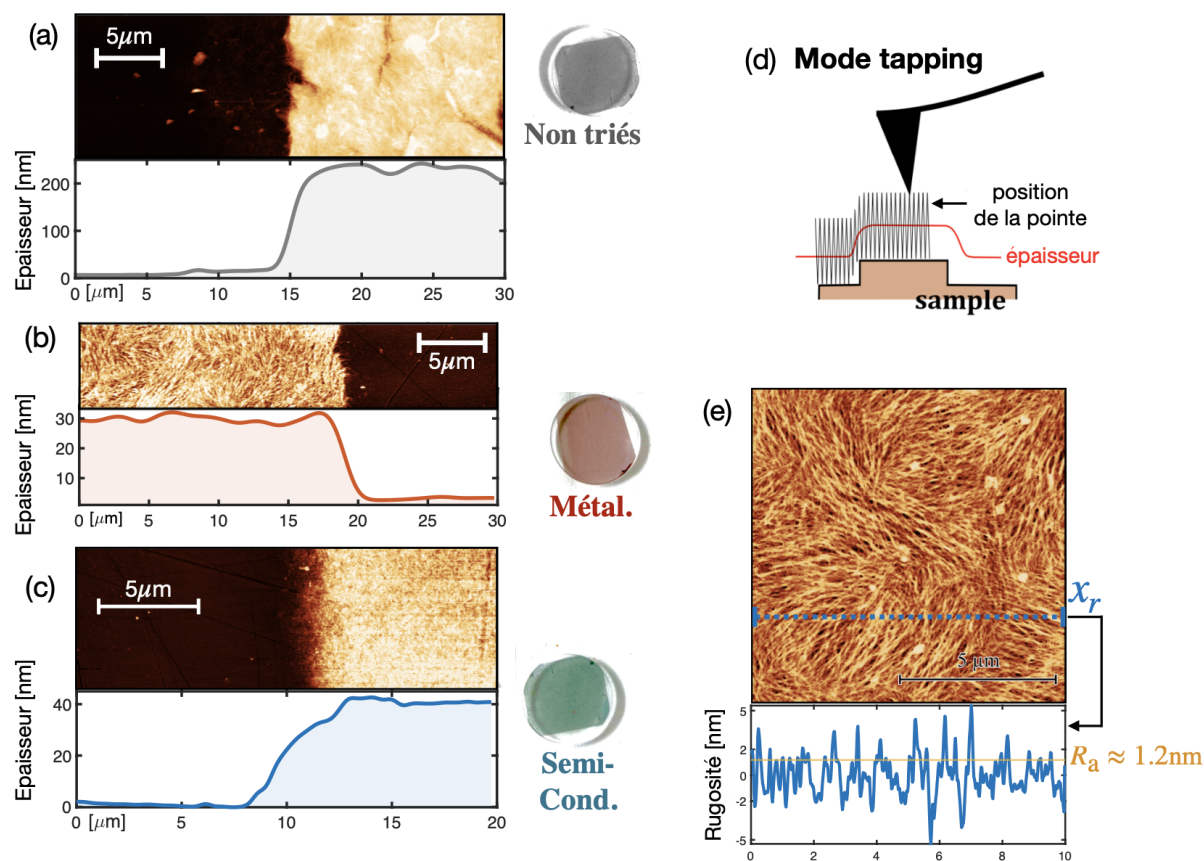 (a)
5μm
Non triés
Epaisseur [nm]
200
100
0
0 [μm] 5 10 15 20 25 30
(d) Mode tapping
position
de la pointe
épaisseur
sample
(b)
5μm
Métal.
Epaisseur [nm]
30
20
10
0 [μm] 5 10 15 20 25 30
(c)
5μm
Semi-
Cond.
Epaisseur [nm]
40
20
0
0 [μm] 5 10 15 20
(e)
xr
5 μm
Rugosité [nm]
5
2
0
-2
-5
Ra ≈ 1.2nm
0 2 4 6 8 10